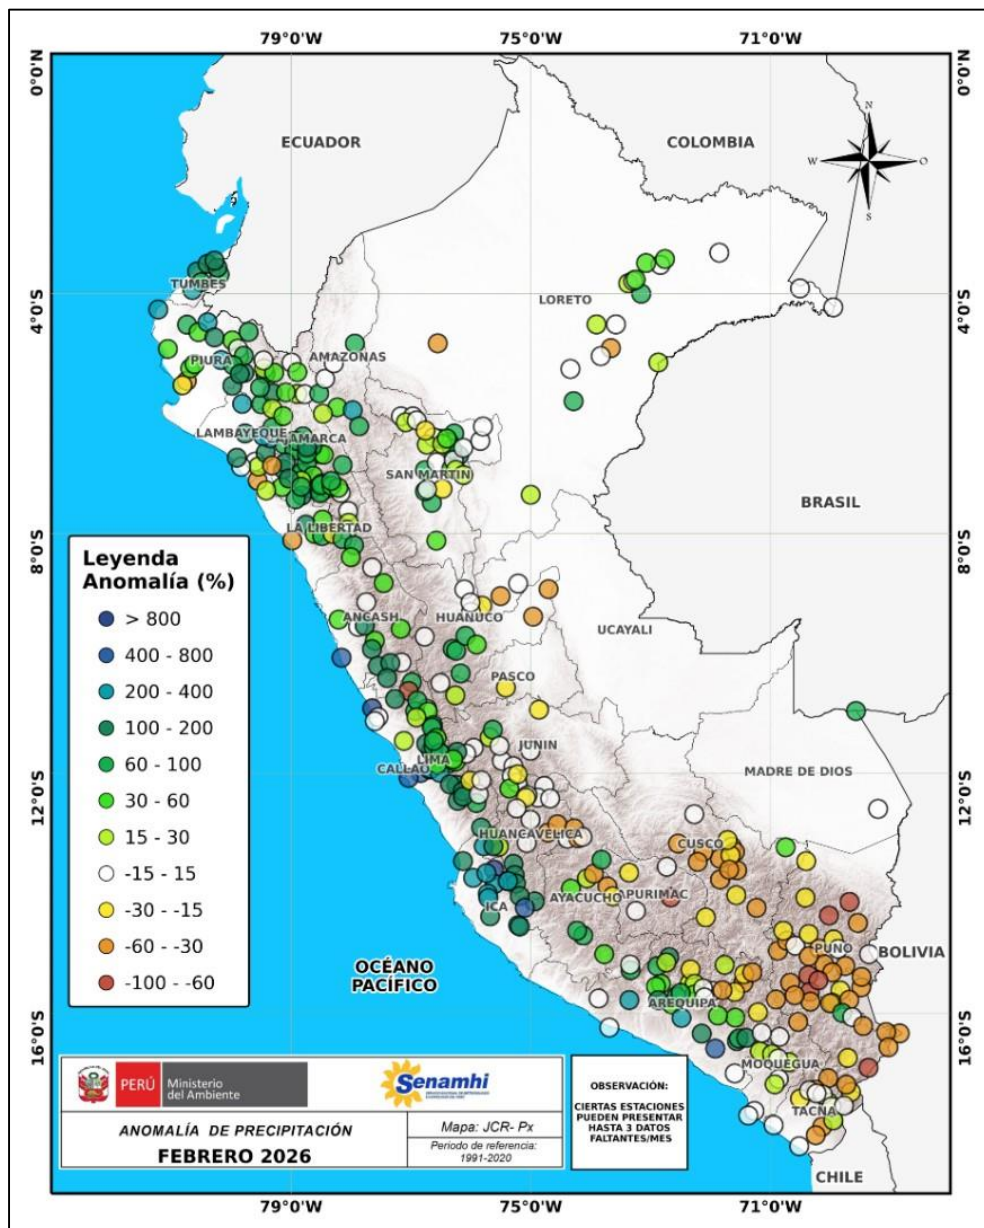 79°0'W
75°0'W
71°0'W
0°0'N
0°0'N
ECUADOR
COLOMBIA
N
W
O
S
TUMBES
LORETO
4°0'S
4°0'S
PIURA
AMAZONAS
LAMBAYEQUE
CAJAMARCA
SAN MARTIN
BRASIL
LA LIBERTAD
8°0'S
8°0'S
Leyenda
Anomalía (%)
> 800
400 - 800
200 - 400
100 - 200
60 - 100
30 - 60
15 - 30
-15 - 15
-30 - -15
-60 - -30
-100 - -60
ANCASH
HUANUCO
UCAYALI
PASCO
JUNIN
LIMA
CALLAO
MADRE DE DIOS
12°0'S
12°0'S
HUANCAVELICA
CUSCO
ICA
AYACUCHO
APURIMAC
PUNO
BOLIVIA
OCÉANO
PACÍFICO
AREQUIPA
16°0'S
16°0'S
MOQUEGUA
TACNA
CHILE
PERÚ
Ministerio
del Ambiente
Senamhi
ANOMALÍA DE PRECIPITACIÓN
FEBRERO 2026
Mapa: JCR- Px
Periodo de referencia:
1991-2020
OBSERVACIÓN:
CIERTAS ESTACIONES
PUEDEN PRESENTAR
HASTA 3 DATOS
FALTANTES/MES
79°0'W
75°0'W
71°0'W